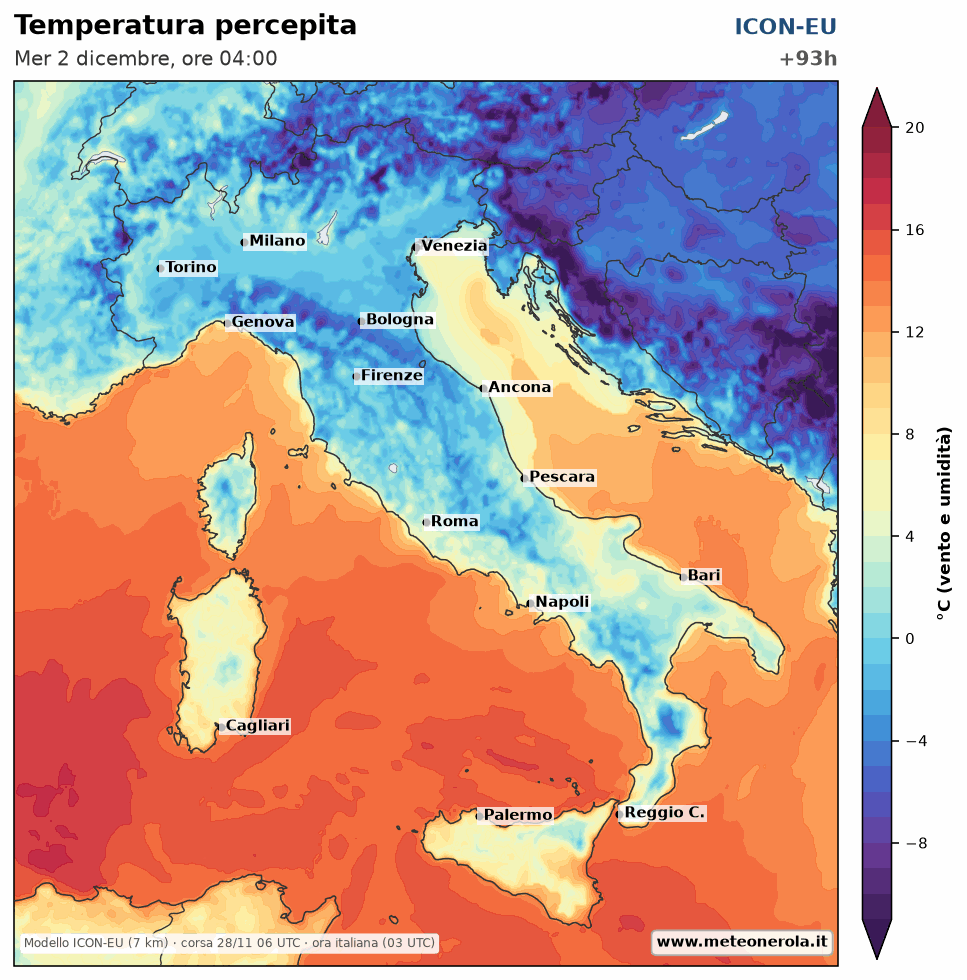 Temperatura percepita
ICON-EU
Mer 2 dicembre, ore 04:00
+93h
20
16
12
8
4
0
−4
−8
°C (vento e umidità)
Milano
Venezia
Torino
Genova
Bologna
Firenze
Ancona
Pescara
Roma
Bari
Napoli
Cagliari
Palermo
Reggio C.
Modello ICON-EU (7 km) · corsa 28/11 06 UTC · ora italiana (03 UTC)
www.meteonerola.it